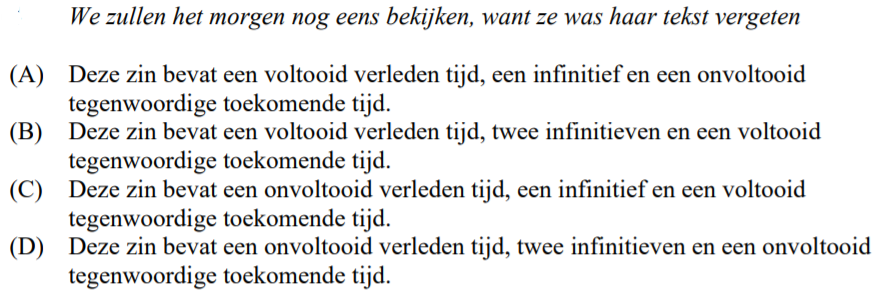 We zullen het morgen nog eens bekijken, want ze was haar tekst vergeten
(A) Deze zin bevat een voltooid verleden tijd, een infinitief en een onvoltooid
tegenwoordige toekomende tijd.
(B) Deze zin bevat een voltooid verleden tijd, twee infinitieven en een voltooid
tegenwoordige toekomende tijd.
(C) Deze zin bevat een onvoltooid verleden tijd, een infinitief en een voltooid
tegenwoordige toekomende tijd.
(D) Deze zin bevat een onvoltooid verleden tijd, twee infinitieven en een onvoltooid
tegenwoordige toekomende tijd.